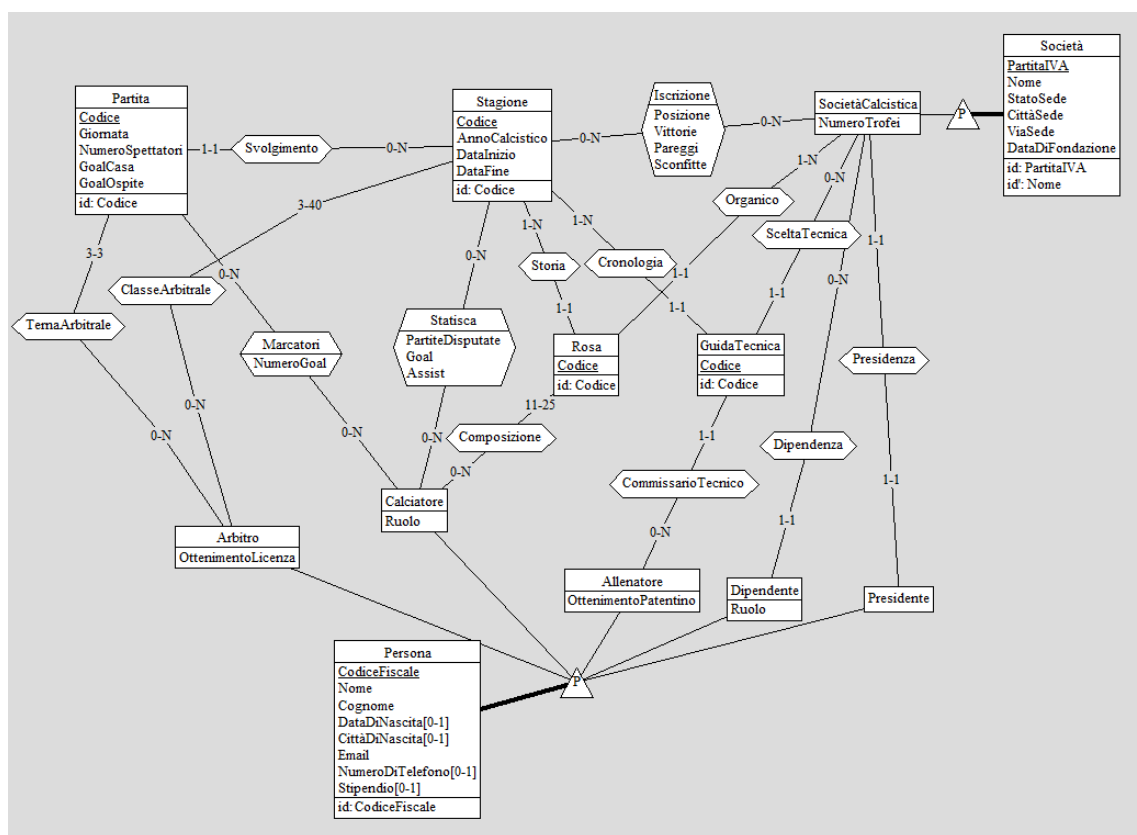 Società
PartitaIVA
Nome
StatoSede
CittàSede
ViaSede
DataDiFondazione
id: PartitaIVA
id': Nome
P
SocietàCalcistica
NumeroTrofei
Iscrizione
Posizione
Vittorie
Pareggi
Sconfitte
0-N
0-N
Stagione
Codice
AnnoCalcistico
DataInizio
DataFine
id: Codice
Partita
Codice
Giornata
NumeroSpettatori
GoalCasa
GoalOspite
id: Codice
1-1
Svolgimento
0-N
3-40
1-N
1-N
1-N
0-N
Organico
SceltaTecnica
1-1
3-3
0-N
0-N
Storia
Cronologia
1-1
0-N
ClasseArbitrale
TernaArbitrale
1-1
1-1
1-1
Marcatori
NumeroGoal
Statisca
PartiteDisputate
Goal
Assist
Rosa
Codice
id: Codice
GuidaTecnica
Codice
id: Codice
Presidenza
0-N
11-25
0-N
0-N
0-N
Composizione
0-N
1-1
Dipendenza
CommissarioTecnico
1-1
1-1
Calciatore
Ruolo
0-N
Arbitro
OttenimentoLicenza
Allenatore
OttenimentoPatentino
Dipendente
Ruolo
Presidente
P
Persona
CodiceFiscale
Nome
Cognome
DataDiNascita[0-1]
CittàDiNascita[0-1]
Email
NumeroDiTelefono[0-1]
Stipendio[0-1]
id: CodiceFiscale